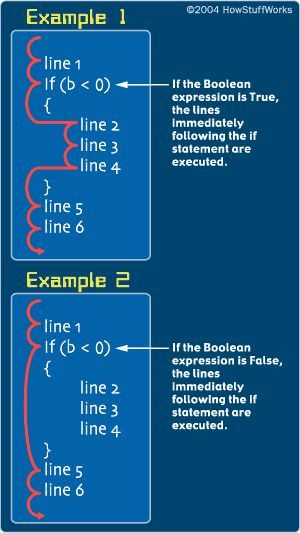 ©2004 HowStuffWorks
Example 1
line 1
If (b < 0)
{
line 2
line 3
line 4
}
line 5
line 6
If the Boolean
expression is True,
the lines
immediately
following the if
statement are
executed.
Example 2
line 1
If (b < 0)
{
line 2
line 3
line 4
}
line 5
line 6
If the Boolean
expression is False,
the lines
immediately
following the if
statement are
executed.